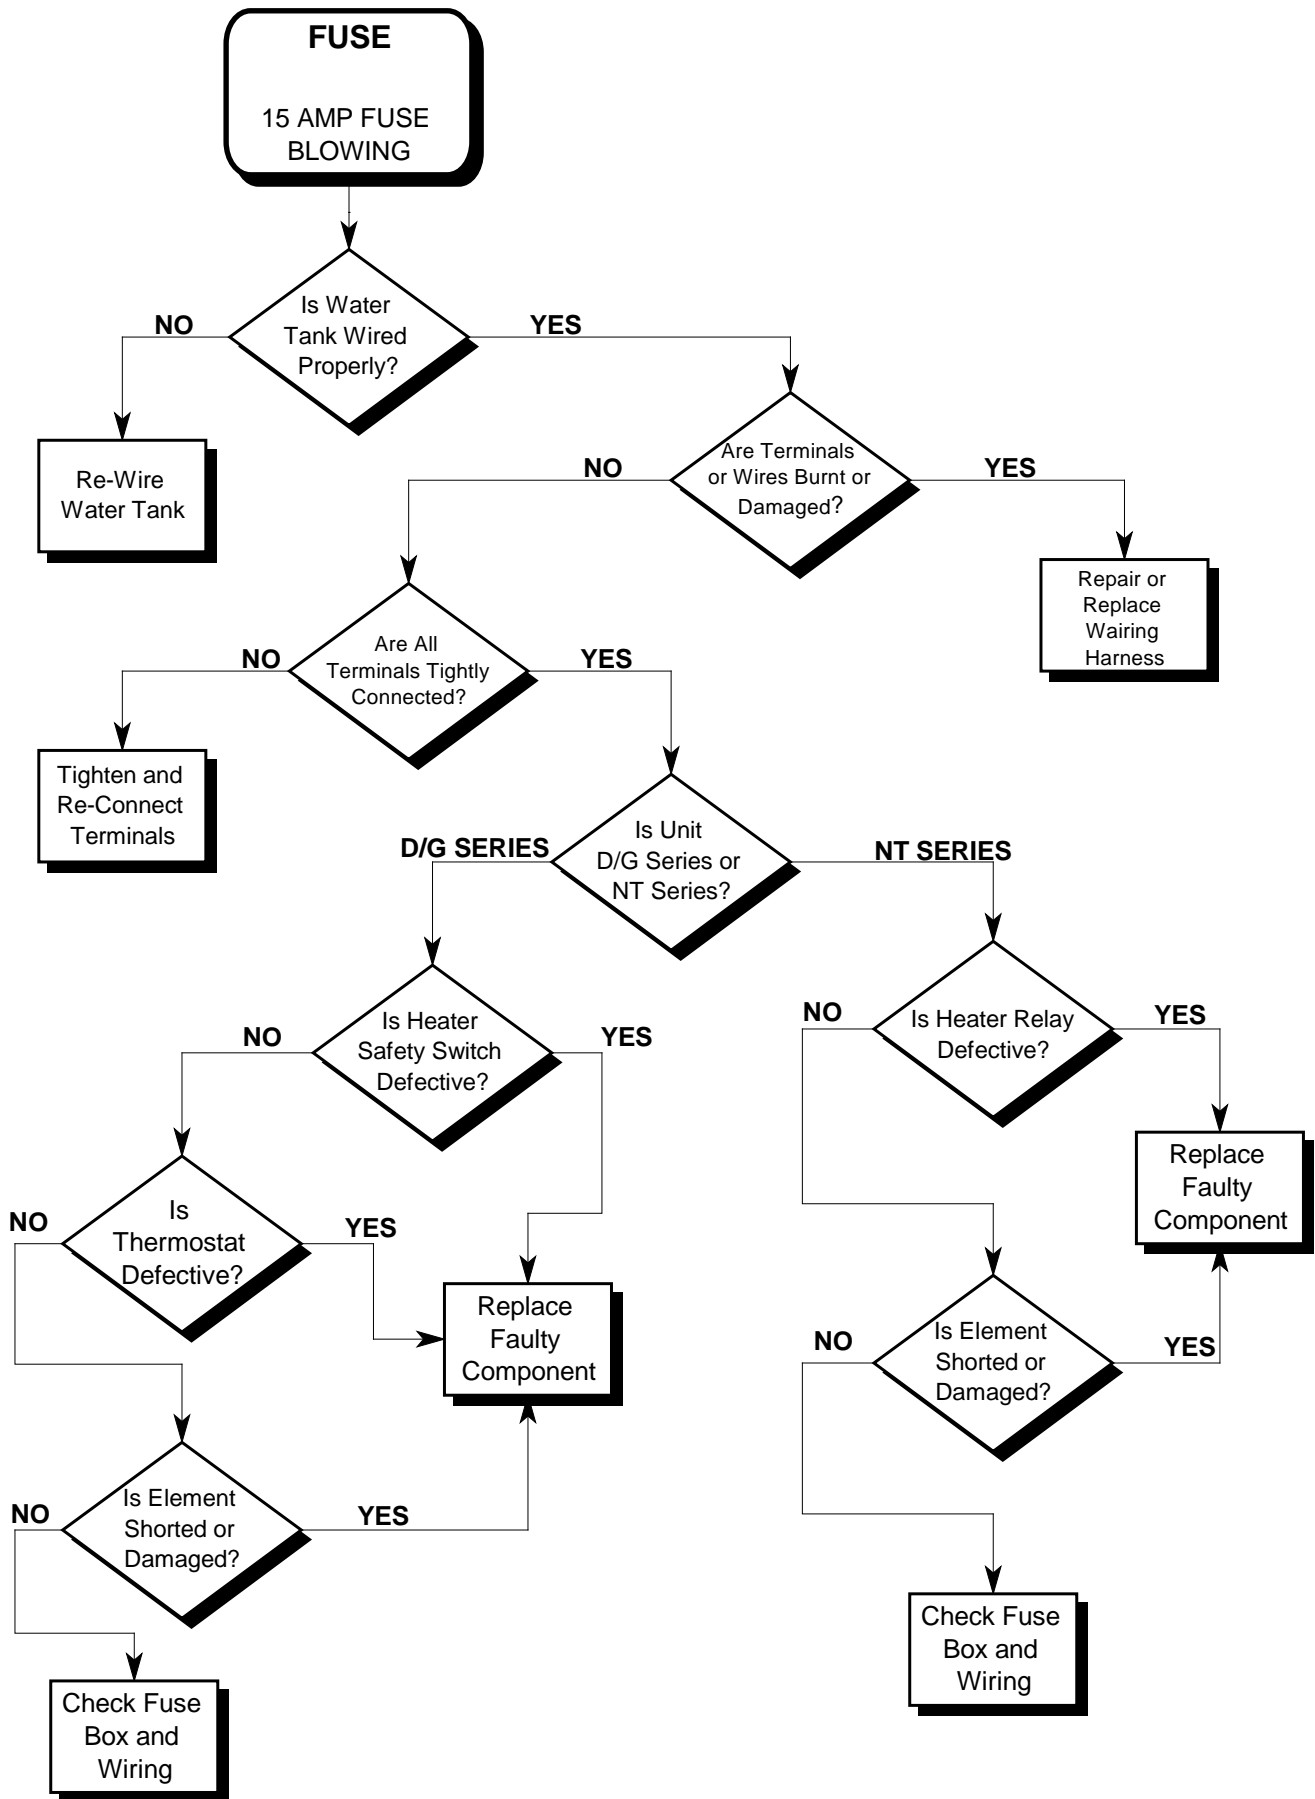 FUSE
15 AMP FUSE
BLOWING
Is Water
Tank Wired
Properly?
NO
YES
Re-Wire
Water Tank
Are Terminals
or Wires Burnt or
Damaged?
NO
YES
Repair or
Replace
Wairing
Harness
Are All
Terminals Tightly
Connected?
NO
YES
Tighten and
Re-Connect
Terminals
Is Unit
D/G Series or
NT Series?
D/G SERIES
NT SERIES
Is Heater
Safety Switch
Defective?
NO
YES
Is Heater Relay
Defective?
NO
YES
Is
Thermostat
Defective?
NO
YES
Replace
Faulty
Component
Replace
Faulty
Component
Is Element
Shorted or
Damaged?
NO
YES
Is Element
Shorted or
Damaged?
NO
YES
Check Fuse
Box and
Wiring
Check Fuse
Box and
Wiring